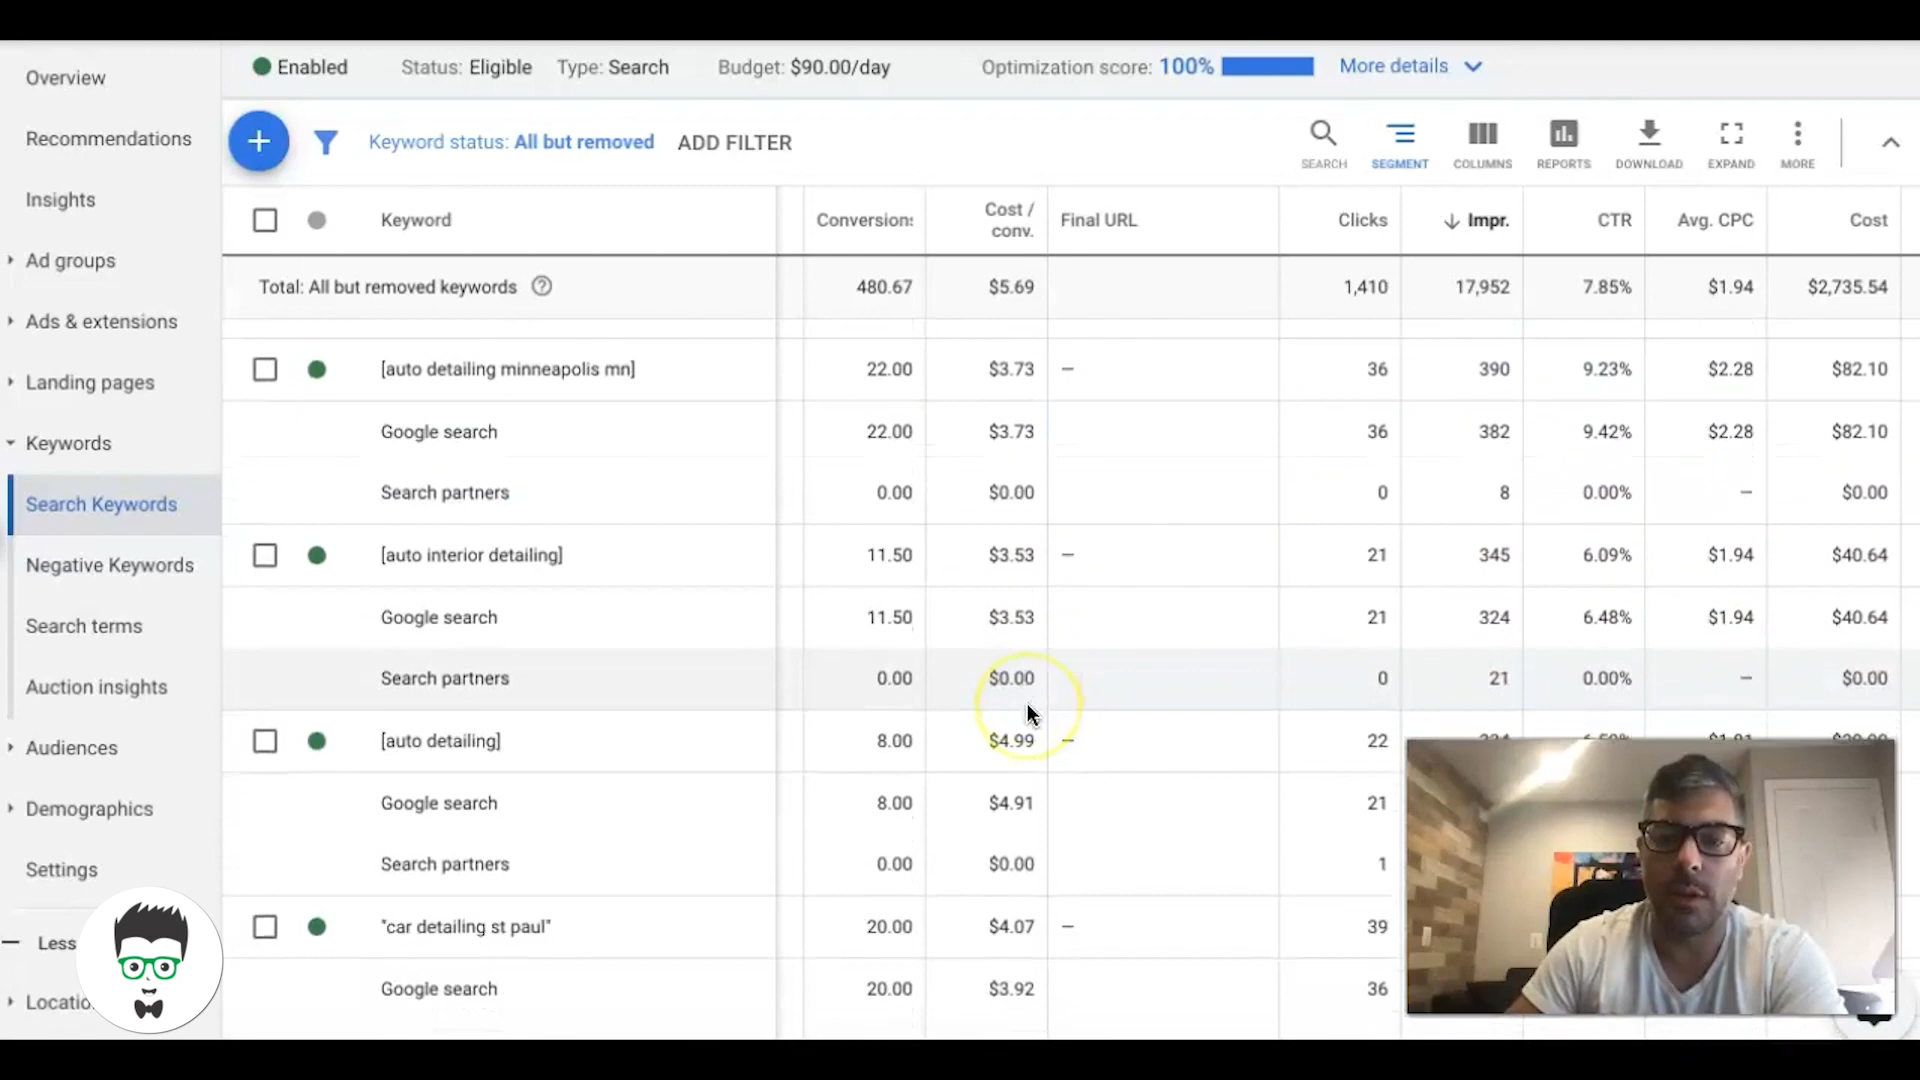 Overview
Recommendations
Insights
Ad groups
Ads & extensions
Landing pages
Keywords
Search Keywords
Negative Keywords
Search terms
Auction insights
Audiences
Demographics
Settings
Less
Enabled Status: Eligible Type: Search Budget: $90.00/day Optimization score: 100% More details
Keyword status: All but removed ADD FILTER
SEARCH SEGMENT COLUMNS REPORTS DOWNLOAD EXPAND MORE
Keyword Conversions Cost / conv. Final URL Clicks Impr. CTR Avg. CPC Cost
Total: All but removed keywords 480.67 $5.69 1,410 17,952 7.85% $1.94 $2,735.54
[auto detailing minneapolis mn] 22.00 $3.73 — 36 390 9.23% $2.28 $82.10
Google search 22.00 $3.73 36 382 9.42% $2.28 $82.10
Search partners 0.00 $0.00 0 8 0.00% — $0.00
[auto interior detailing] 11.50 $3.53 — 21 345 6.09% $1.94 $40.64
Google search 11.50 $3.53 21 324 6.48% $1.94 $40.64
Search partners 0.00 $0.00 0 21 0.00% — $0.00
[auto detailing] 8.00 $4.99 — 22
Google search 8.00 $4.91 21
Search partners 0.00 $0.00 1
"car detailing st paul" 20.00 $4.07 — 39
Google search 20.00 $3.92 36